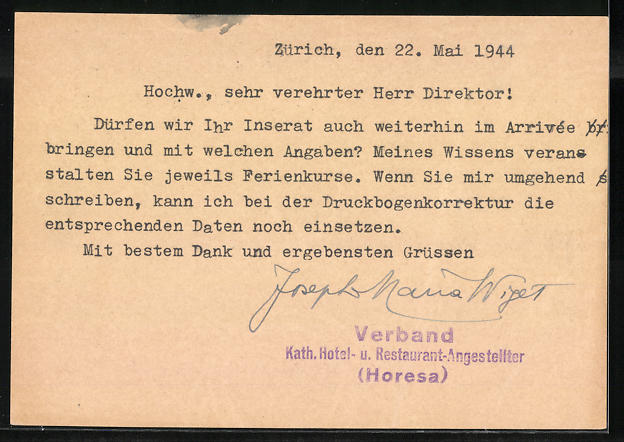 Zürich, den 22. Mai 1944
Hochw., sehr verehrter Herr Direktor!
Dürfen wir Ihr Inserat auch weiterhin im Arrivée
bringen und mit welchen Angaben? Meines Wissens verans
stalten Sie jeweils Ferienkurse. Wenn Sie mir umgehend
schreiben, kann ich bei der Druckbogenkorrektur die
entsprechenden Daten noch einsetzen.
Mit bestem Dank und ergebensten Grüssen
Joseph Maria Wiget
Verband
Kath. Hotel- u. Restaurant-Angestellter
(Horesa)